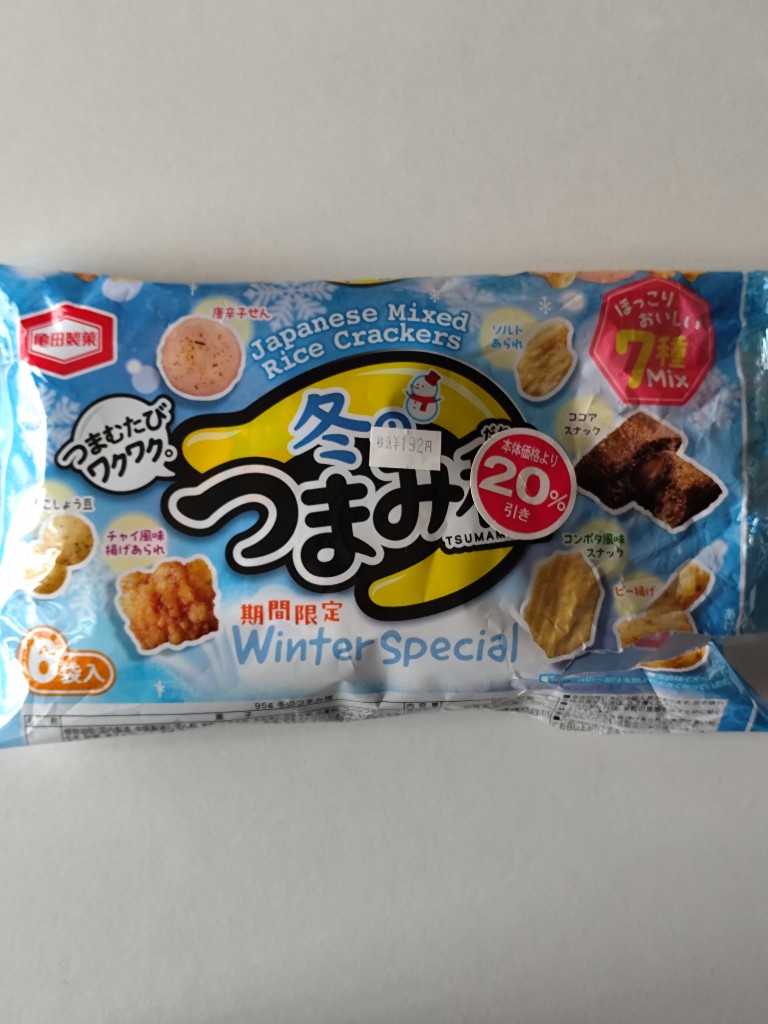 亀田製菓
唐辛子せん
Japanese Mixed
Rice Crackers
ソルト
あられ
ほっこり
おいしい
7種
Mix
つまむたび
ワクワク。
冬の
つまみ
TSUMAM
税込¥192円
本体価格より
20%
引き
ココア
スナック
こしょう豆
チャイ風味
揚げあられ
コンポタ風味
スナック
ピー揚げ
期間限定
Winter Special
6袋入